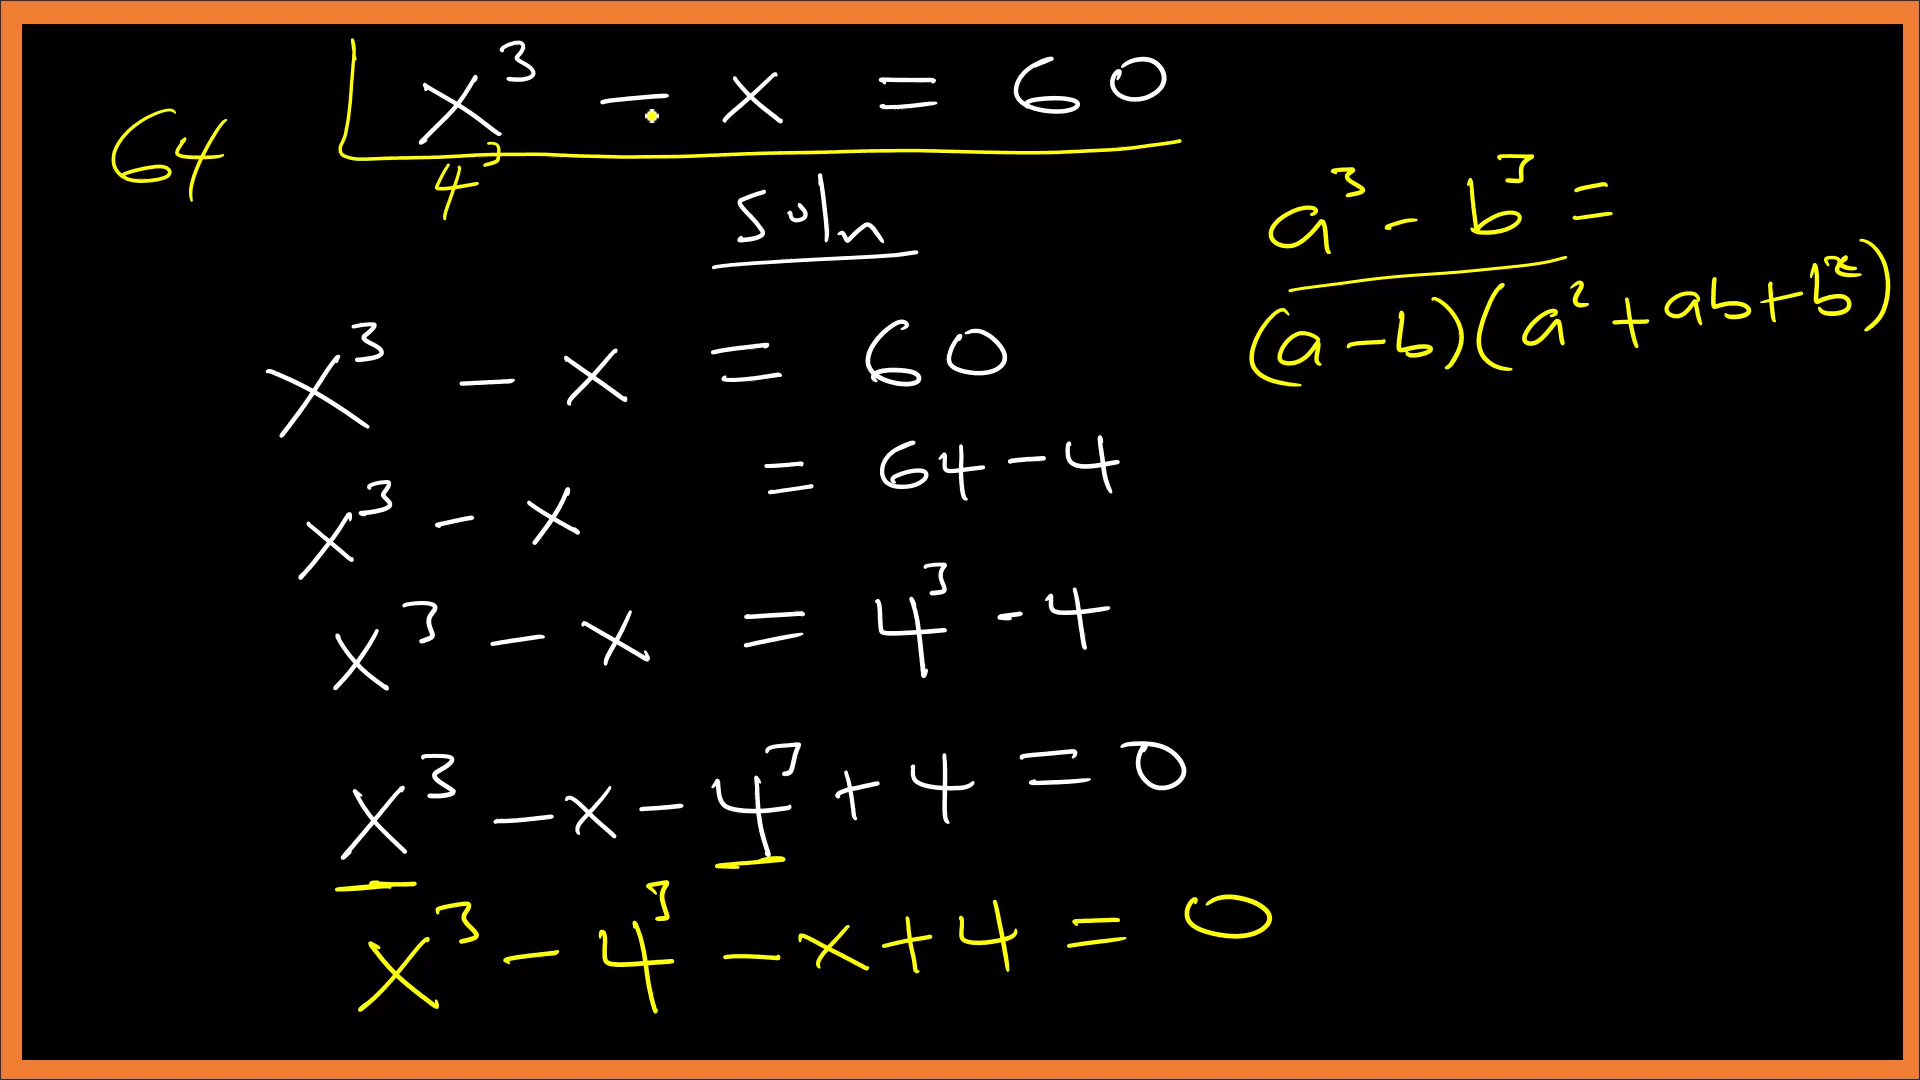 x³ - x = 60
64
4³
Soln
a³ - b³ =
(a-b)(a² + ab + b²)
x³ - x = 60
x³ - x = 64 - 4
x³ - x = 4³ - 4
x³ - x - 4³ + 4 = 0
x³ - 4³ - x + 4 = 0